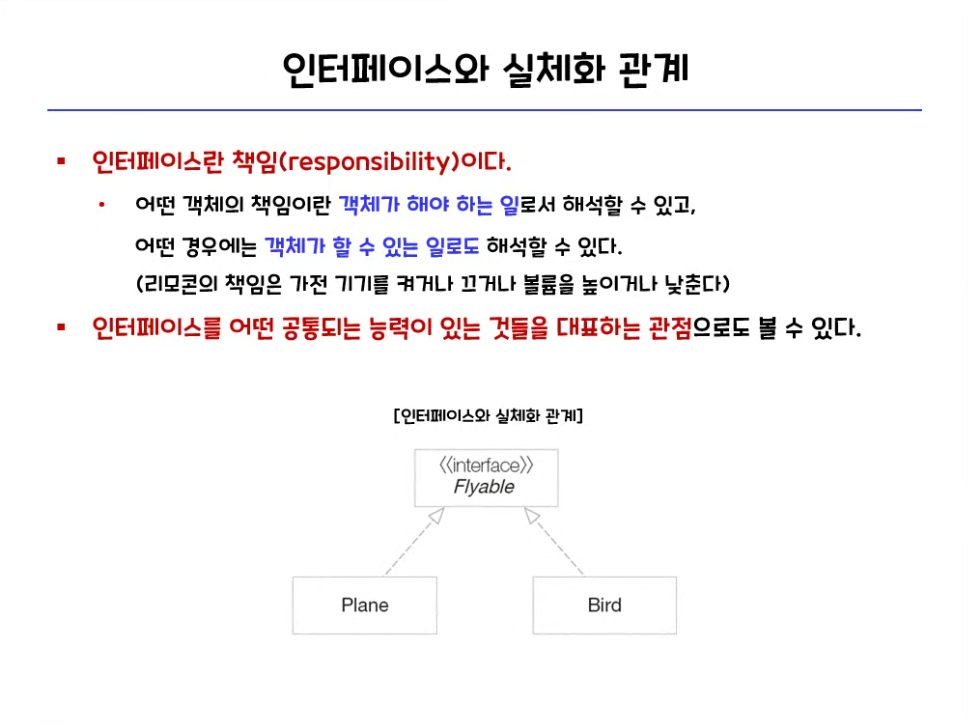 인터페이스와 실체화 관계
▪ 인터페이스란 책임(responsibility)이다.
• 어떤 객체의 책임이란 객체가 해야 하는 일로서 해석할 수 있고,
어떤 경우에는 객체가 할 수 있는 일로도 해석할 수 있다.
(리모콘의 책임은 가전 기기를 켜거나 끄거나 볼륨을 높이거나 낮춘다)
▪ 인터페이스를 어떤 공통되는 능력이 있는 것들을 대표하는 관점으로도 볼 수 있다.
[인터페이스와 실체화 관계]
⟨⟨interface⟩⟩
Flyable
Plane
Bird